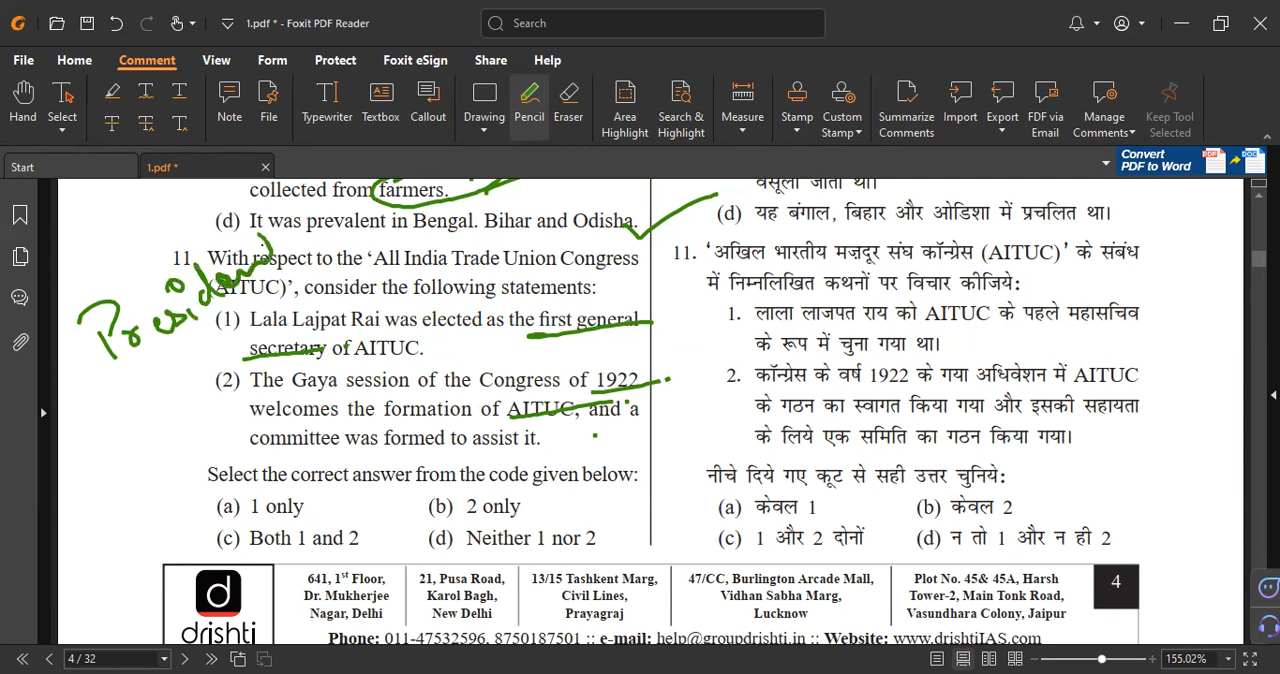 1.pdf * - Foxit PDF Reader
Search
File Home Comment View Form Protect Foxit eSign Share Help
Hand Select Note File Typewriter Textbox Callout Drawing Pencil Eraser Area Highlight Search & Highlight Measure Stamp Custom Stamp Summarize Comments Import Export FDF via Email Manage Comments Keep Tool Selected
Start 1.pdf *
Convert PDF to Word
collected from farmers.
(d) It was prevalent in Bengal. Bihar and Odisha.
11. With respect to the ‘All India Trade Union Congress
(AITUC)’, consider the following statements:
President
(1) Lala Lajpat Rai was elected as the first general
secretary of AITUC.
(2) The Gaya session of the Congress of 1922
welcomes the formation of AITUC, and a
committee was formed to assist it.
Select the correct answer from the code given below:
(a) 1 only (b) 2 only
(c) Both 1 and 2 (d) Neither 1 nor 2
वसूला जाता था।
(d) यह बंगाल, बिहार और ओडिशा में प्रचलित था।
11. ‘अखिल भारतीय मज़दूर संघ कॉन्ग्रेस (AITUC)’ के संबंध
में निम्नलिखित कथनों पर विचार कीजिये:
1. लाला लाजपत राय को AITUC के पहले महासचिव
के रूप में चुना गया था।
2. कॉन्ग्रेस के वर्ष 1922 के गया अधिवेशन में AITUC
के गठन का स्वागत किया गया और इसकी सहायता
के लिये एक समिति का गठन किया गया।
नीचे दिये गए कूट से सही उत्तर चुनिये:
(a) केवल 1 (b) केवल 2
(c) 1 और 2 दोनों (d) न तो 1 और न ही 2
d
drishti
641, 1st Floor,
Dr. Mukherjee
Nagar, Delhi
21, Pusa Road,
Karol Bagh,
New Delhi
13/15 Tashkent Marg,
Civil Lines,
Prayagraj
47/CC, Burlington Arcade Mall,
Vidhan Sabha Marg,
Lucknow
Plot No. 45& 45A, Harsh
Tower-2, Main Tonk Road,
Vasundhara Colony, Jaipur
4
Phone: 011-47532596, 8750187501 :: e-mail: help@groupdrishti.in :: Website: www.drishtiIAS.com
4 / 32
155.02%